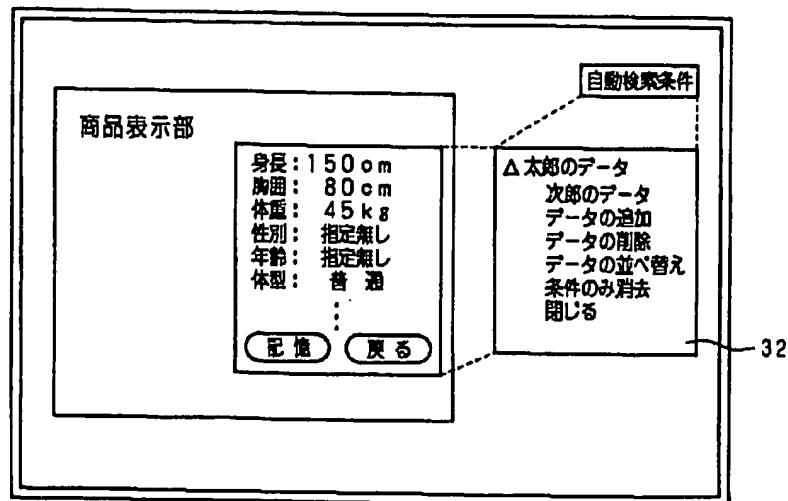 自動検索条件
商品表示部
身長:150cm
胸囲:80cm
体重:45kg
性別:指定無し
年齢:指定無し
体型:普通
⋮
記憶 戻る
△太郎のデータ
次郎のデータ
データの追加
データの削除
データの並べ替え
条件のみ消去
閉じる
32